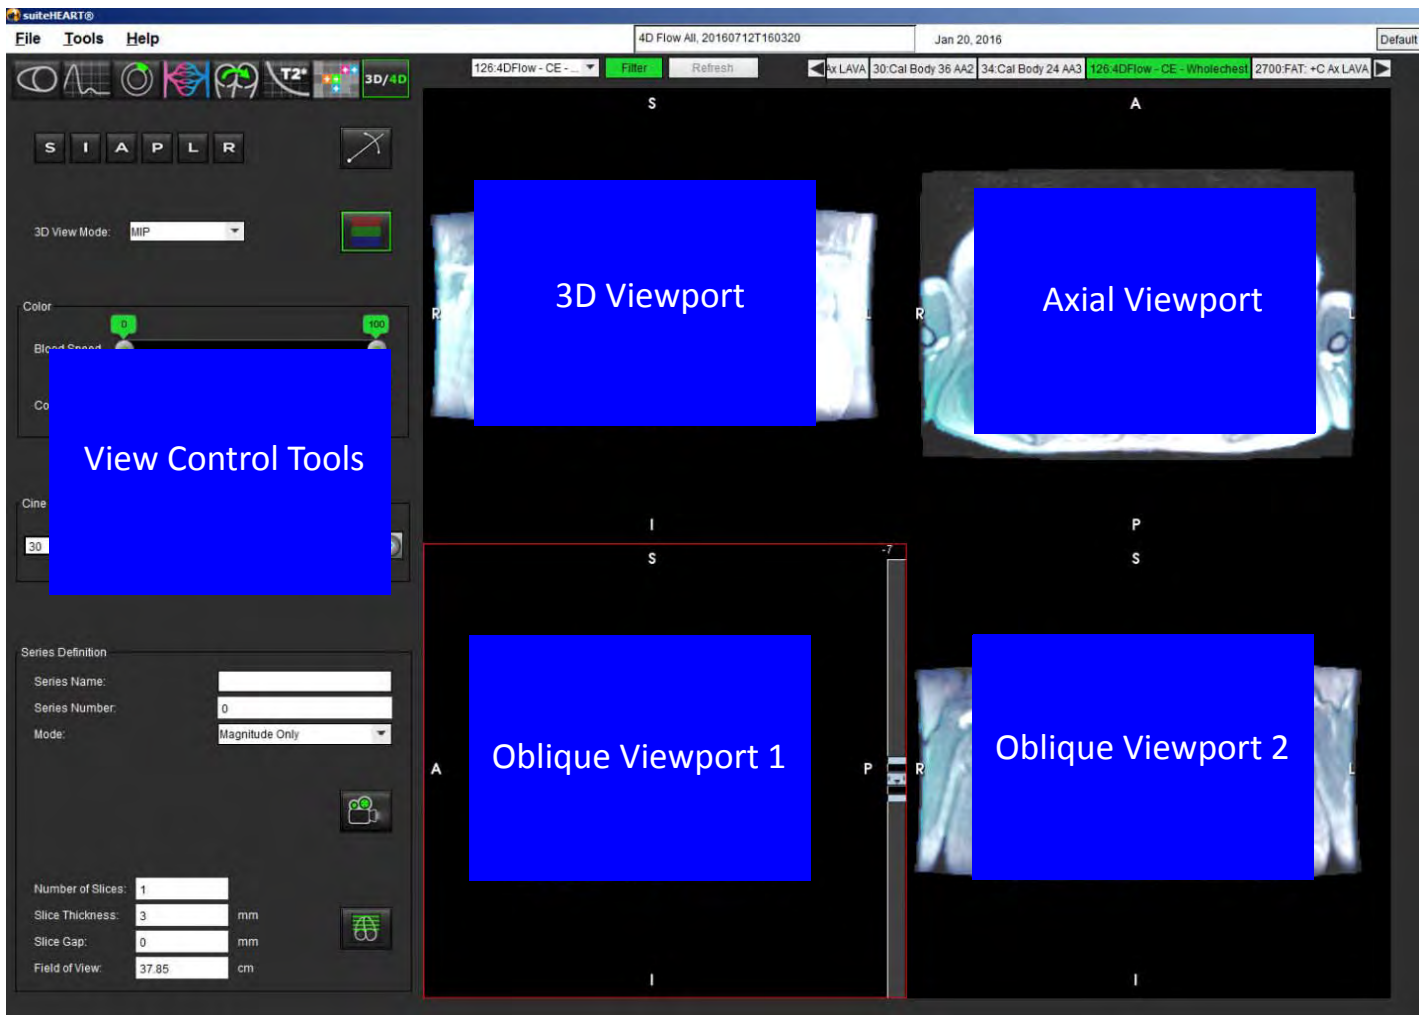 suiteHEART®
File Tools Help
4D Flow All, 20160712T160320
Jan 20, 2016
Default
126:4DFlow - CE - ...
Filter
Refresh
Ax LAVA
30:Cal Body 36 AA2
34:Cal Body 24 AA3
126:4DFlow - CE - Wholechest
2700:FAT: +C Ax LAVA
T2*
3D/4D
S I A P L R
3D View Mode: MIP
Color
0
100
Blood Speed
Co
View Control Tools
Cine
30
Series Definition
Series Name:
Series Number: 0
Mode: Magnitude Only
Number of Slices: 1
Slice Thickness: 3 mm
Slice Gap: 0 mm
Field of View: 37.85 cm
S
R
3D Viewport
L
I
A
R
Axial Viewport
L
P
-7
S
A
Oblique Viewport 1
P
I
S
R
Oblique Viewport 2
L
I